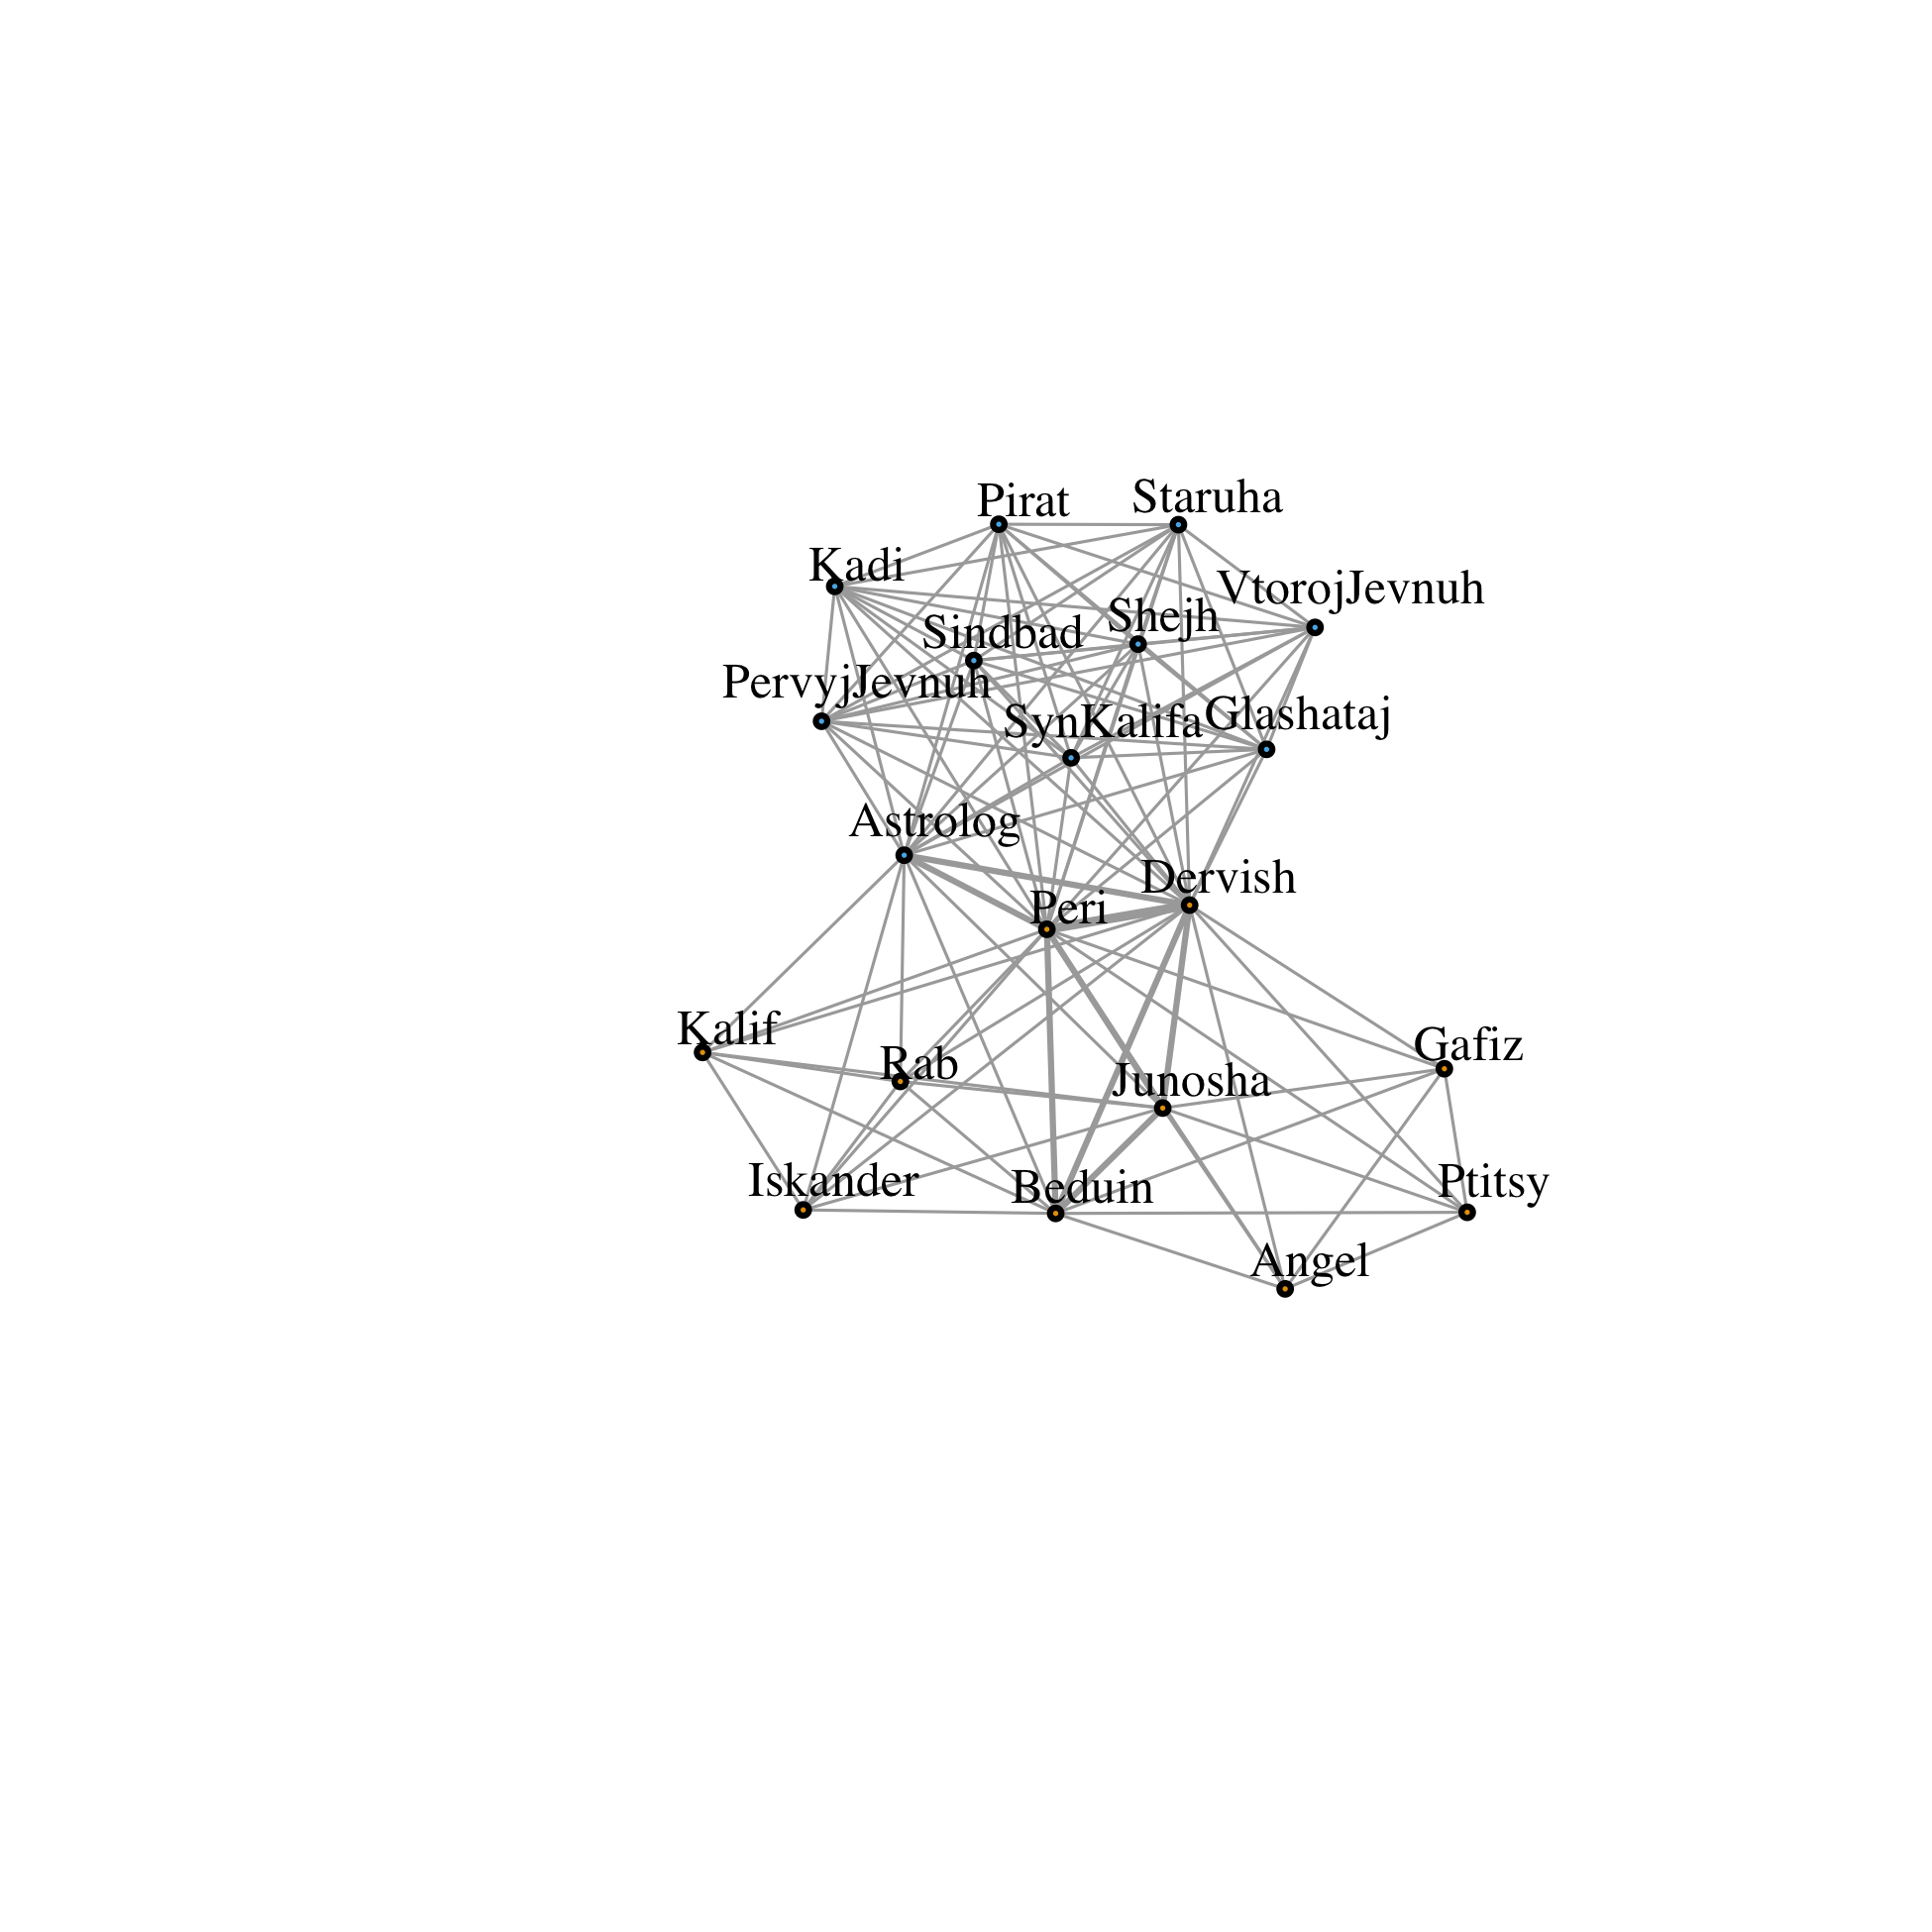 Pirat
Staruha
Kadi
VtorojJevnuh
Shejh
Sindbad
PervyjJevnuh
SynKalifa
Glashataj
Astrolog
Dervish
Peri
Kalif
Gafiz
Rab
Junosha
Iskander
Beduin
Ptitsy
Angel